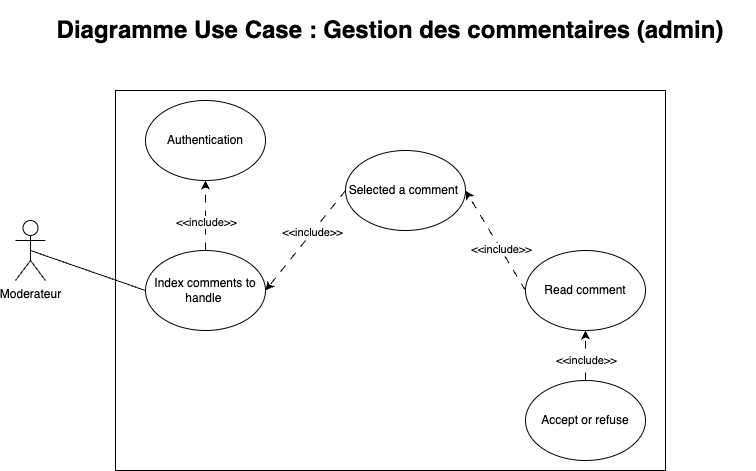 Diagramme Use Case : Gestion des commentaires (admin)
Authentication
<<include>>
Selected a comment
<<include>>
<<include>>
Moderateur
Index comments to
handle
Read comment
<<include>>
Accept or refuse